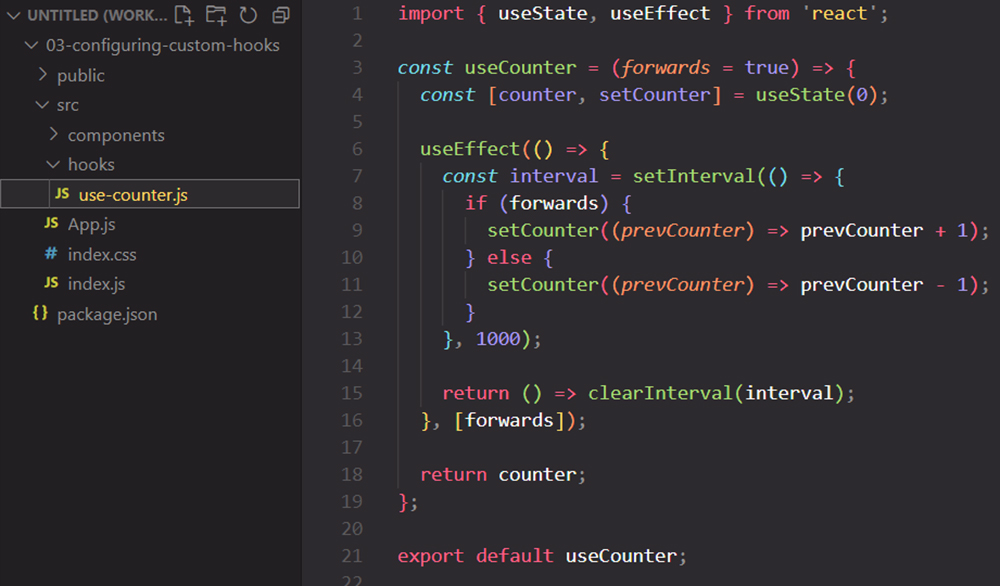 UNTITLED (WORK...
03-configuring-custom-hooks
public
src
components
hooks
JS use-counter.js
JS App.js
# index.css
JS index.js
{} package.json
1 import { useState, useEffect } from 'react';
2
3 const useCounter = (forwards = true) => {
4 const [counter, setCounter] = useState(0);
5
6 useEffect(() => {
7 const interval = setInterval(() => {
8 if (forwards) {
9 setCounter((prevCounter) => prevCounter + 1);
10 } else {
11 setCounter((prevCounter) => prevCounter - 1);
12 }
13 }, 1000);
14
15 return () => clearInterval(interval);
16 }, [forwards]);
17
18 return counter;
19 };
20
21 export default useCounter;
22